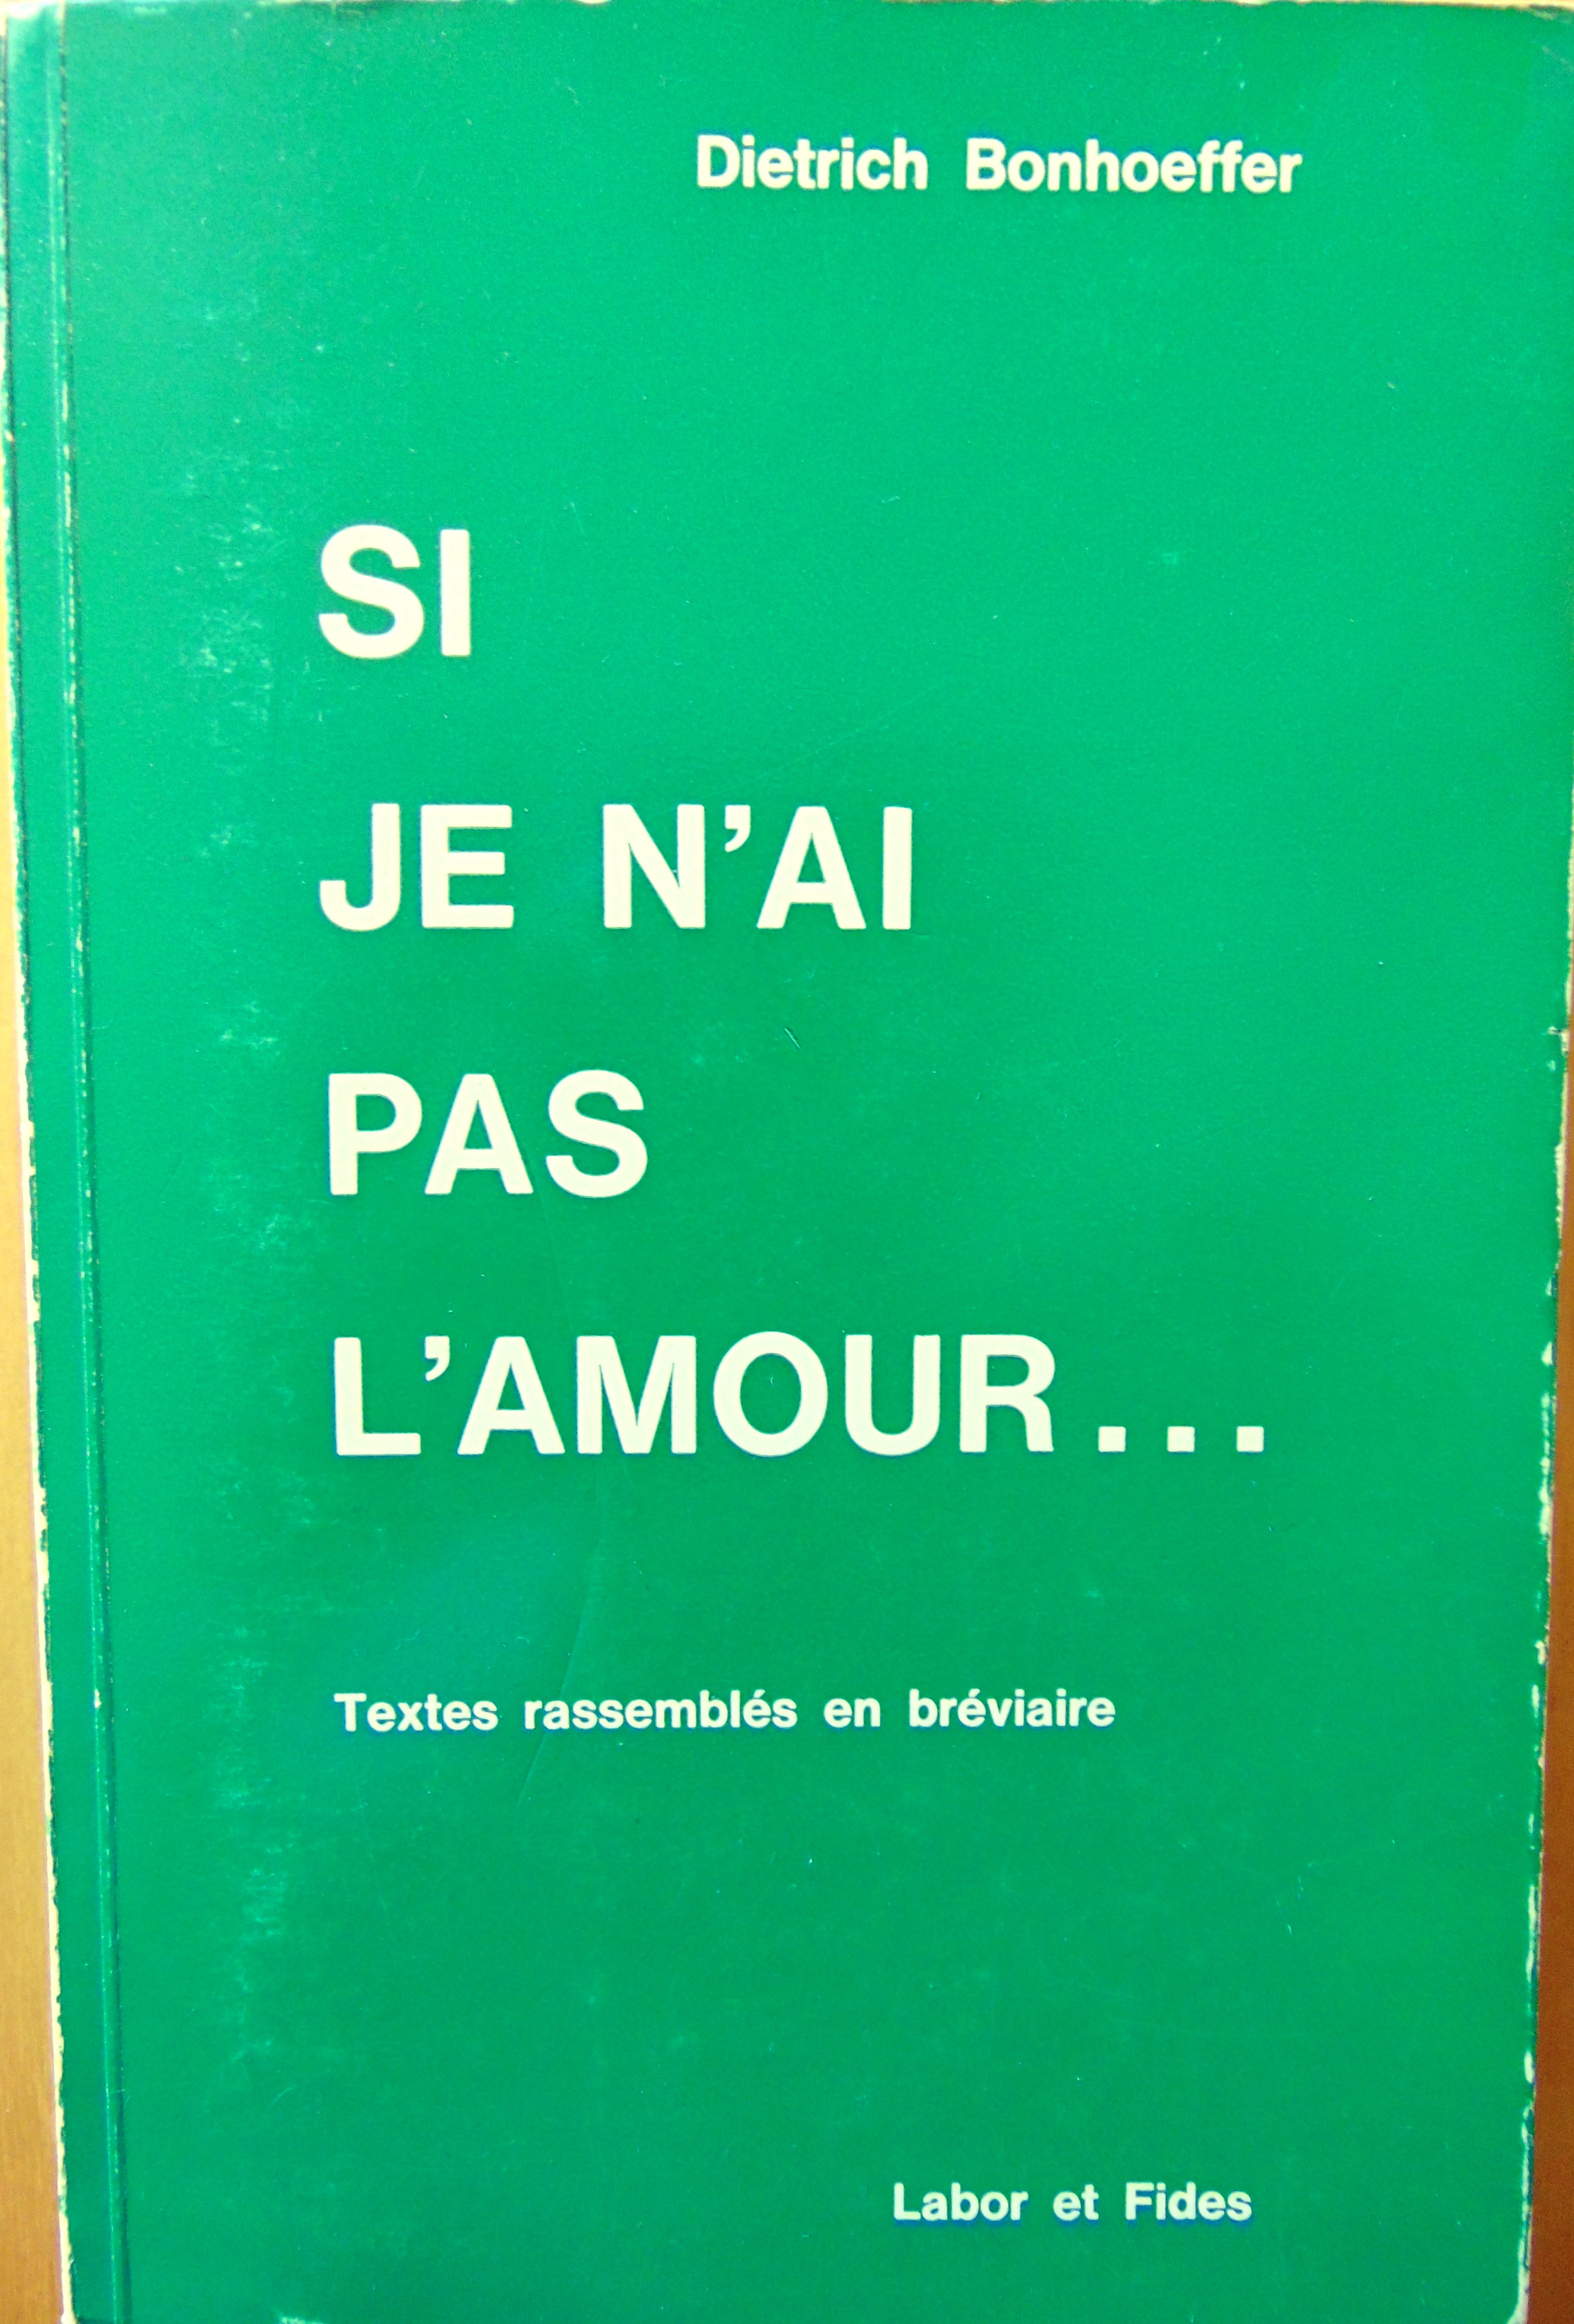 Dietrich Bonhoeffer
SI
JE N’AI
PAS
L’AMOUR...
Textes rassemblés en bréviaire
Labor et Fides